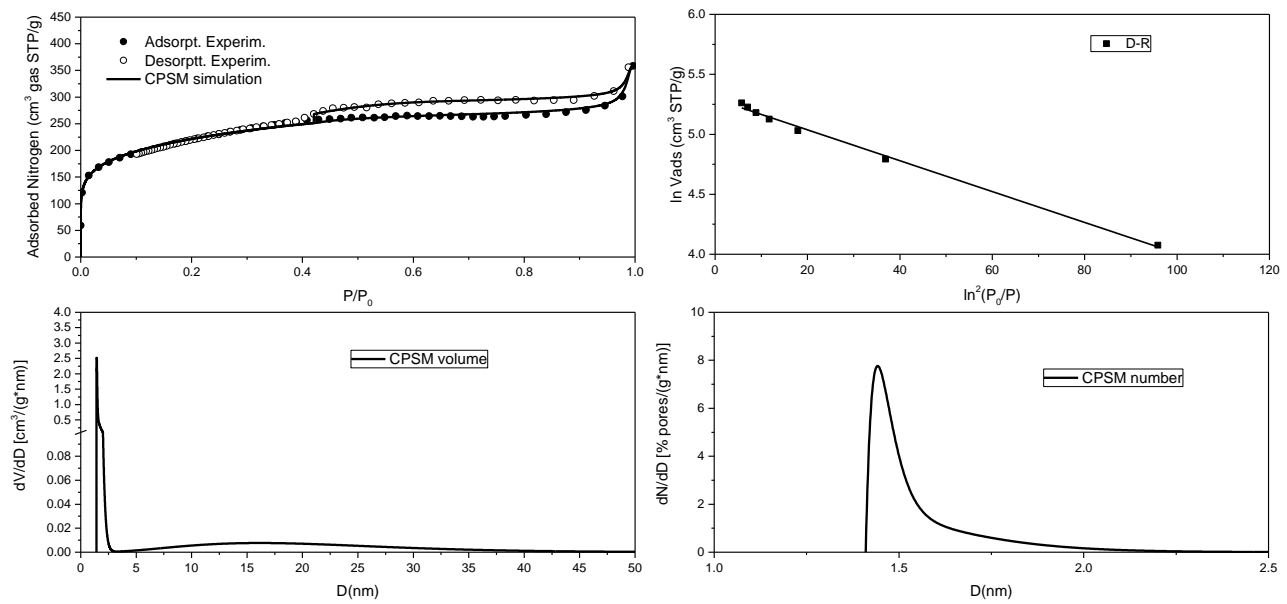 Adsorbed Nitrogen (cm³ gas STP/g)
450
400
350
300
250
200
150
100
50
0
Adsorpt. Experim.
Desorptt. Experim.
CPSM simulation
0.0 0.2 0.4 0.6 0.8 1.0
P/P₀
ln Vads (cm³ STP/g)
6.0
5.5
5.0
4.5
4.0
D-R
0 20 40 60 80 100 120
ln²(P₀/P)
dV/dD [cm³/(g*nm)]
4.0
3.5
3.0
2.5
2.0
1.5
1.0
0.5
0.08
0.06
0.04
0.02
0.00
CPSM volume
0 5 10 15 20 25 30 35 40 45 50
D(nm)
dN/dD [% pores/(g*nm)]
10
8
6
4
2
0
CPSM number
1.0 1.5 2.0 2.5
D(nm)